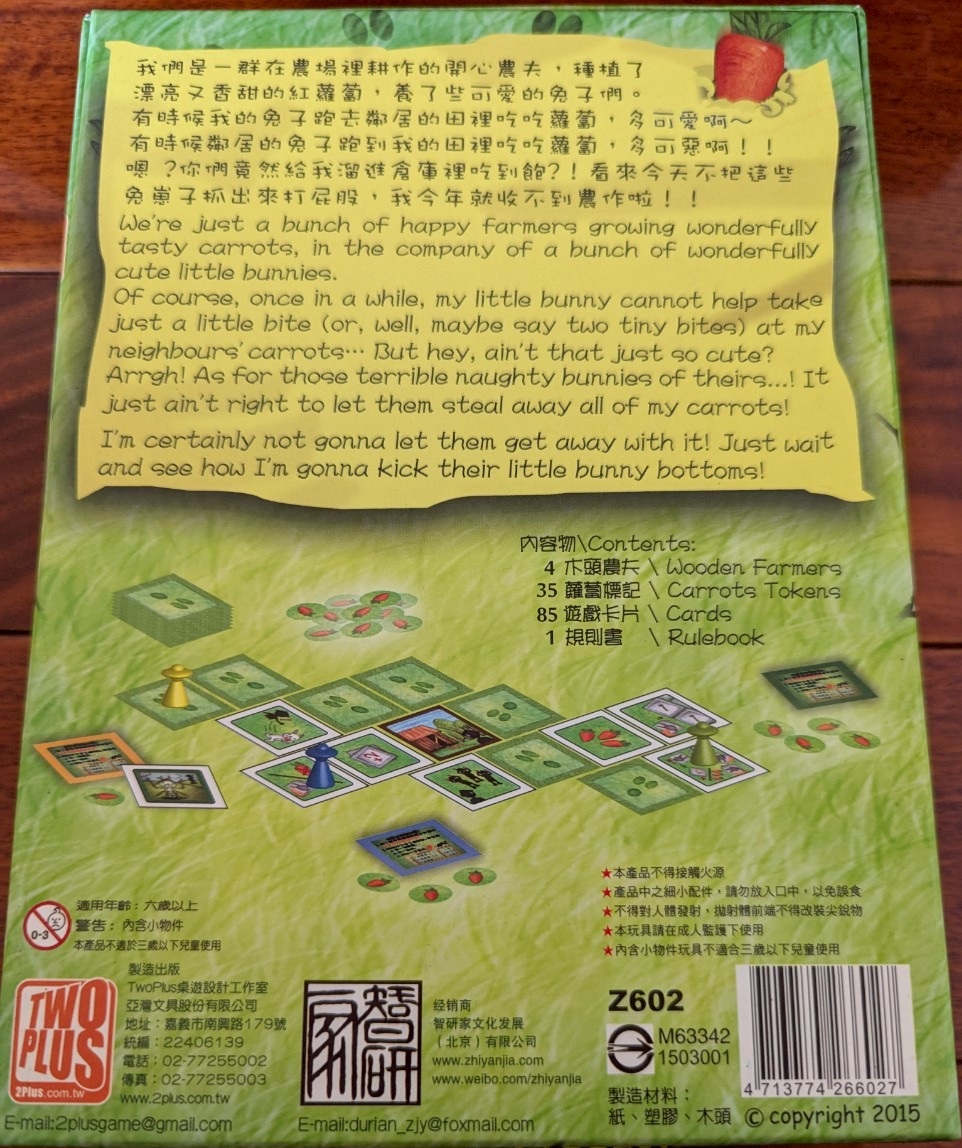 我們是一群在農場裡耕作的開心農夫，種植了
漂亮又香甜的紅蘿蔔，養了些可愛的兔子們。
有時候我的兔子跑去鄰居的田裡吃吃蘿蔔，多可愛啊～
有時候鄰居的兔子跑到我的田裡吃吃蘿蔔，多可惡啊！！
嗯？你們竟然給我溜進倉庫裡吃到飽？！看來今天不把這些
兔崽子抓出來打屁股，我今年就收不到農作啦！！
We're just a bunch of happy farmers growing wonderfully
tasty carrots, in the company of a bunch of wonderfully
cute little bunnies.
Of course, once in a while, my little bunny cannot help take
just a little bite (or, well, maybe say two tiny bites) at my
neighbours' carrots… But hey, ain't that just so cute?
Arrgh! As for those terrible naughty bunnies of theirs...! It
just ain't right to let them steal away all of my carrots!
I'm certainly not gonna let them get away with it! Just wait
and see how I'm gonna kick their little bunny bottoms!
內容物\Contents:
4 木頭農夫 \ Wooden Farmers
35 蘿蔔標記 \ Carrots Tokens
85 遊戲卡片 \ Cards
1 規則書 \ Rulebook
★本產品不得接觸火源
★產品中之細小配件，請勿放入口中，以免誤食
★不得對人體發射，拋射體前端不得改裝尖銳物
★本玩具請在成人監護下使用
★內含小物件玩具不適合三歲以下兒童使用
0-3
適用年齡：六歲以上
警告：內含小物件
本產品不適於三歲以下兒童使用
TWO
PLUS
2Plus.com.tw
製造出版
TwoPlus桌遊設計工作室
亞灣文具股份有限公司
地址：嘉義市南興路179號
統編：22406139
電話：02-77255002
傳真：02-77255003
www.2plus.com.tw
E-mail:2plusgame@gmail.com
智研家
经销商
智研家文化发展
（北京）有限公司
www.zhiyanjia.com
www.weibo.com/zhiyanjia
E-mail:durian_zjy@foxmail.com
Z602
M63342
1503001
製造材料：
紙、塑膠、木頭
4 713774 266027
© copyright 2015